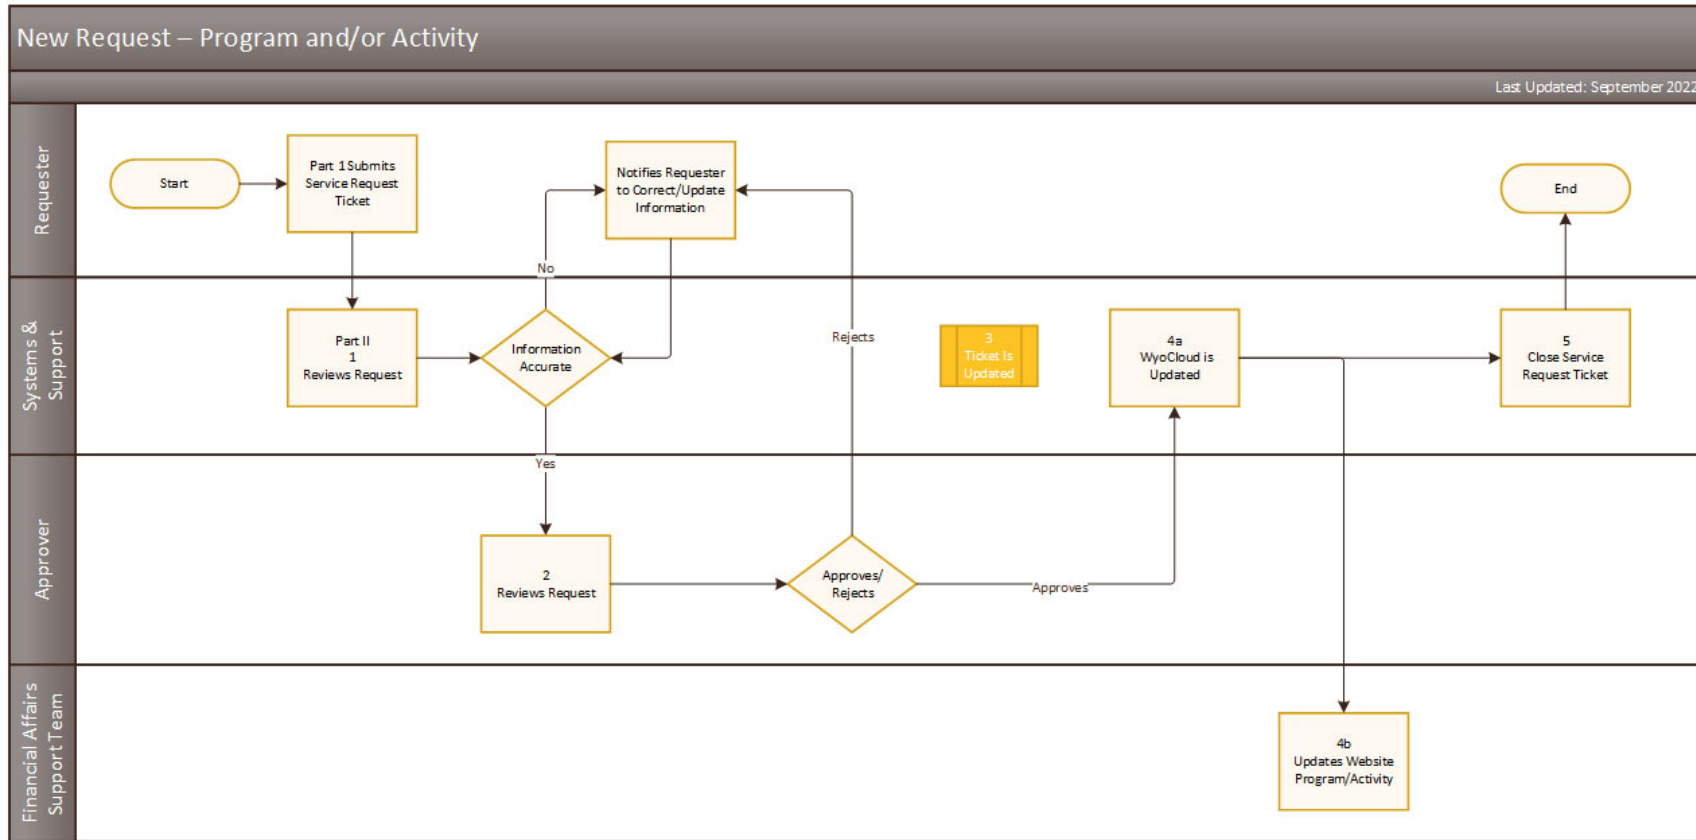 New Request – Program and/or Activity
Last Updated: September 2022
Requester
Start
Part 1 Submits
Service Request
Ticket
Notifies Requester
to Correct/Update
Information
End
No
Systems &
Support
Part II
1
Reviews Request
Information
Accurate
Rejects
3
Ticket Is
Updated
4a
WyoCloud is
Updated
5
Close Service
Request Ticket
Yes
Approver
2
Reviews Request
Approves/
Rejects
Approves
Financial Affairs
Support Team
4b
Updates Website
Program/Activity